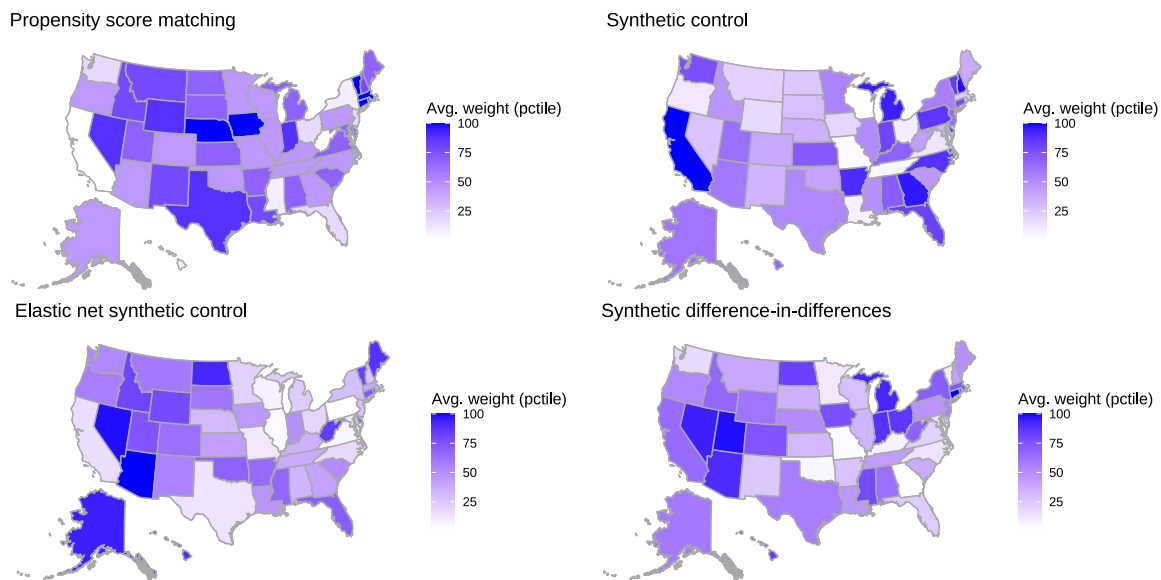 Propensity score matching
Avg. weight (pctile)
100
75
50
25
Synthetic control
Avg. weight (pctile)
100
75
50
25
Elastic net synthetic control
Avg. weight (pctile)
100
75
50
25
Synthetic difference-in-differences
Avg. weight (pctile)
100
75
50
25